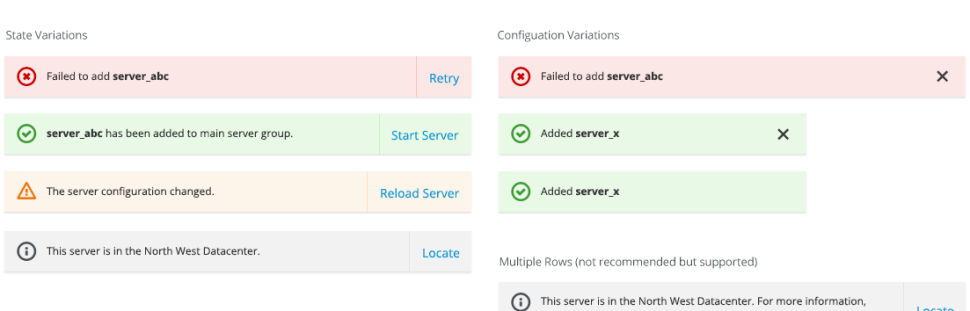 State Variations
Failed to add server_abc
Retry
server_abc has been added to main server group.
Start Server
The server configuration changed.
Reload Server
This server is in the North West Datacenter.
Locate
Configuation Variations
Failed to add server_abc
Added server_x
Added server_x
Multiple Rows (not recommended but supported)
This server is in the North West Datacenter. For more information,
Locate